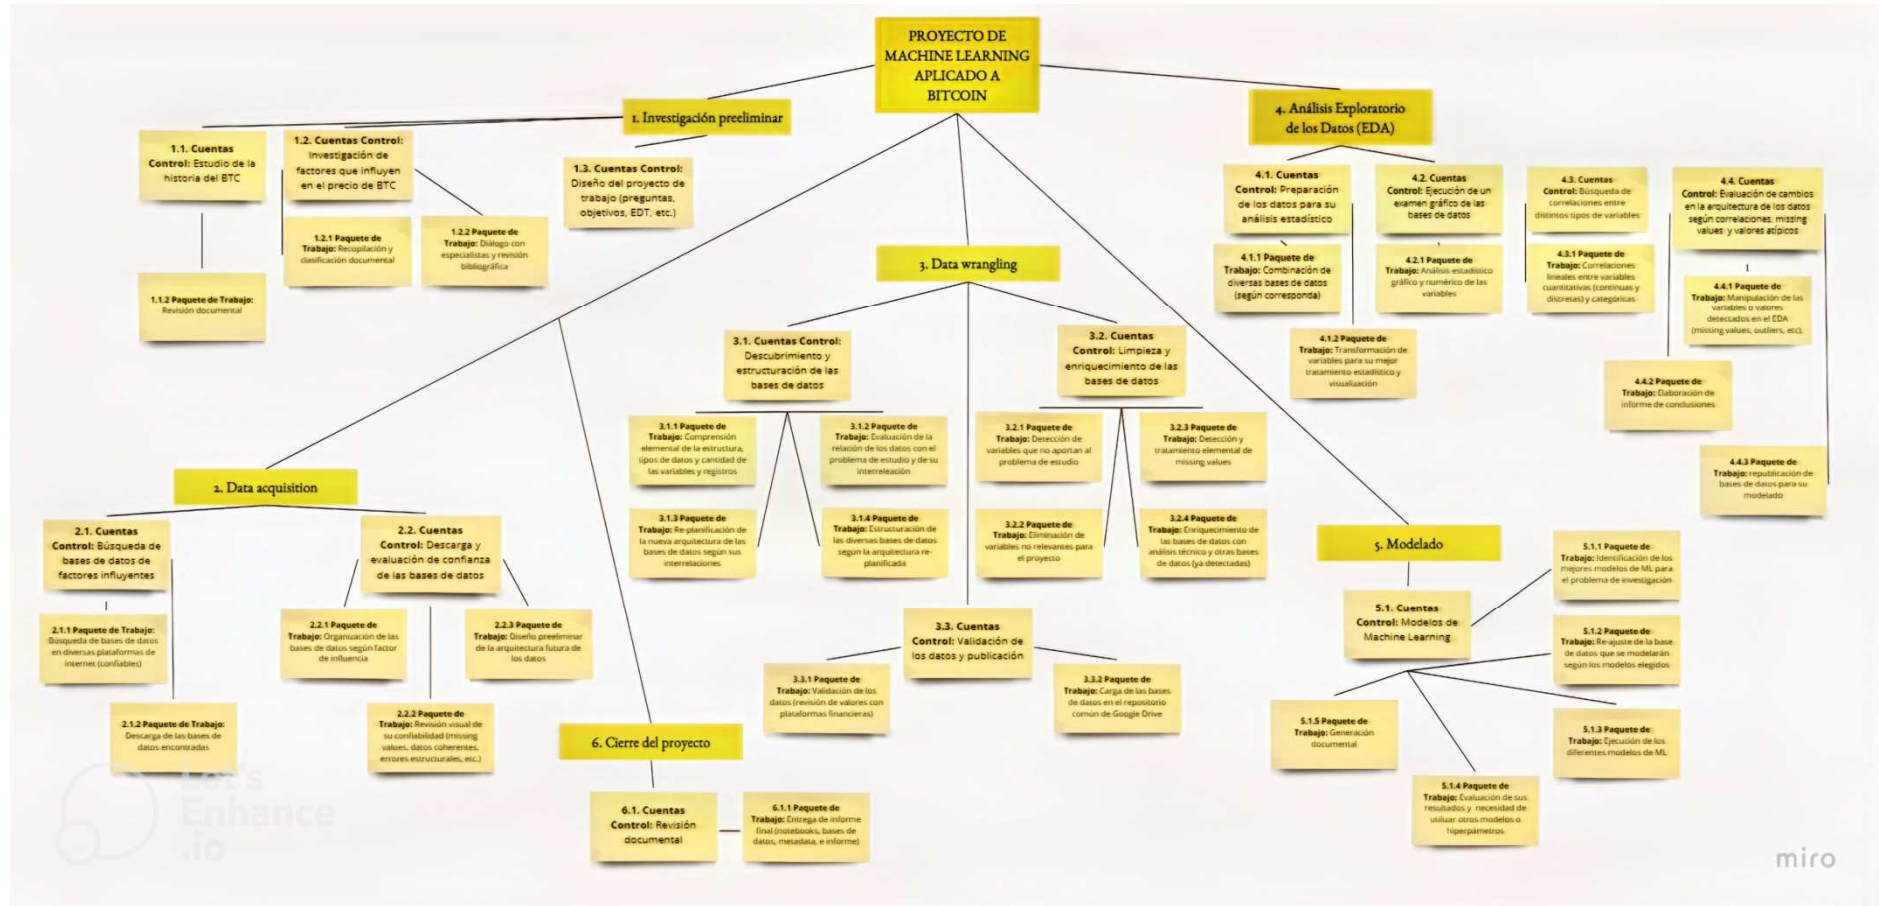 PROYECTO DE
MACHINE LEARNING
APLICADO A
BITCOIN
1. Investigación preeliminar
1.1. Cuentas
Control: Estudio de la
historia del BTC
1.1.2 Paquete de Trabajo:
Revisión documental
1.2. Cuentas Control:
Investigación de
factores que influyen
en el precio de BTC
1.2.1 Paquete de
Trabajo: Recopilación y
clasificación documental
1.2.2 Paquete de
Trabajo: Diálogo con
especialistas y revisión
bibliográfica
1.3. Cuentas Control:
Diseño del proyecto de
trabajo (preguntas,
objetivos, EDT, etc.)
2. Data acquisition
2.1. Cuentas
Control: Búsqueda de
bases de datos de
factores influyentes
2.1.1 Paquete de Trabajo:
Búsqueda de bases de datos
en diversas plataformas de
internet (confiables)
2.1.2 Paquete de Trabajo:
Descarga de las bases de
datos encontradas
2.2. Cuentas
Control: Descarga y
evaluación de confianza
de las bases de datos
2.2.1 Paquete de
Trabajo: Organización de las
bases de datos según factor
de influencia
2.2.2 Paquete de
Trabajo: Revisión visual de
su confiabilidad (missing
values, datos coherentes,
errores estructurales, etc.)
2.2.3 Paquete de
Trabajo: Diseño preeliminar
de la arquitectura futura de
los datos
3. Data wrangling
3.1. Cuentas Control:
Descubrimiento y
estructuración de las
bases de datos
3.1.1 Paquete de
Trabajo: Comprensión
elemental de la estructura,
tipos de datos y cantidad de
las variables y registros
3.1.2 Paquete de
Trabajo: Evaluación de la
relación de los datos con el
problema de estudio y de su
interreleación
3.1.3 Paquete de
Trabajo: Re-planificación de
la nueva arquitectura de las
bases de datos según sus
interrelaciones
3.1.4 Paquete de
Trabajo: Estructuración de
las diversas bases de datos
según la arquitectura re-
planificada
3.2. Cuentas
Control: Limpieza y
enriquecimiento de las
bases de datos
3.2.1 Paquete de
Trabajo: Detección de
variables que no aportan al
problema de estudio
3.2.2 Paquete de
Trabajo: Eliminación de
variables no relevantes para
el proyecto
3.2.3 Paquete de
Trabajo: Detección y
tratamiento elemental de
missing values
3.2.4 Paquete de
Trabajo: Enriquecimiento de
las bases de datos con
análisis técnico y otras bases
de datos (ya detectadas)
3.3. Cuentas
Control: Validación de
los datos y publicación
3.3.1 Paquete de
Trabajo: Validación de los
datos (revisión de valores con
plataformas financieras)
3.3.2 Paquete de
Trabajo: Carga de las bases
de datos en el repositorio
común de Google Drive
4. Análisis Exploratorio
de los Datos (EDA)
4.1. Cuentas
Control: Preparación
de los datos para su
análisis estadístico
4.1.1 Paquete de
Trabajo: Combinación de
diversas bases de datos
(según corresponda)
4.1.2 Paquete de
Trabajo: Transformación de
variables para su mejor
tratamiento estadístico y
visualización
4.2. Cuentas
Control: Ejecución de un
examen gráfico de las
bases de datos
4.2.1 Paquete de
Trabajo: Análisis estadístico
gráfico y numérico de las
variables
4.3. Cuentas
Control: Búsqueda de
correlaciones entre
distintos tipos de variables
4.3.1 Paquete de
Trabajo: Correlaciones
lineales entre variables
cuantitativas (continuas y
discretas) y categóricas
4.4. Cuentas
Control: Evaluación de cambios
en la arquitectura de los datos
según correlaciones, missing
values y valores atípicos
4.4.1 Paquete de
Trabajo: Manipulación de las
variables o valores
detectados en el EDA
(missing values, outliers, etc).
4.4.2 Paquete de
Trabajo: Elaboración de
informe de conclusiones
4.4.3 Paquete de
Trabajo: republicación de
bases de datos para su
modelado
5. Modelado
5.1. Cuentas
Control: Modelos de
Machine Learning
5.1.1 Paquete de
Trabajo: Identificación de los
mejores modelos de ML para
el problema de investigación
5.1.2 Paquete de
Trabajo: Re-ajuste de la base
de datos que se modelarán
según los modelos elegidos
5.1.3 Paquete de
Trabajo: Ejecución de los
diferentes modelos de ML
5.1.4 Paquete de
Trabajo: Evaluación de sus
resultados y necesidad de
utilizar otros modelos o
hiperpámetros
5.1.5 Paquete de
Trabajo: Generación
documental
6. Cierre del proyecto
6.1. Cuentas
Control: Revisión
documental
6.1.1 Paquete de
Trabajo: Entrega de informe
final (notebooks, bases de
datos, metadata, e informe)
Let's
Enhance
.io
miro